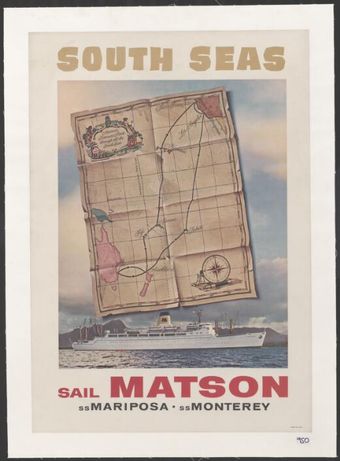 SOUTH SEAS
SAIL MATSON
ssMARIPOSA · ssMONTEREY